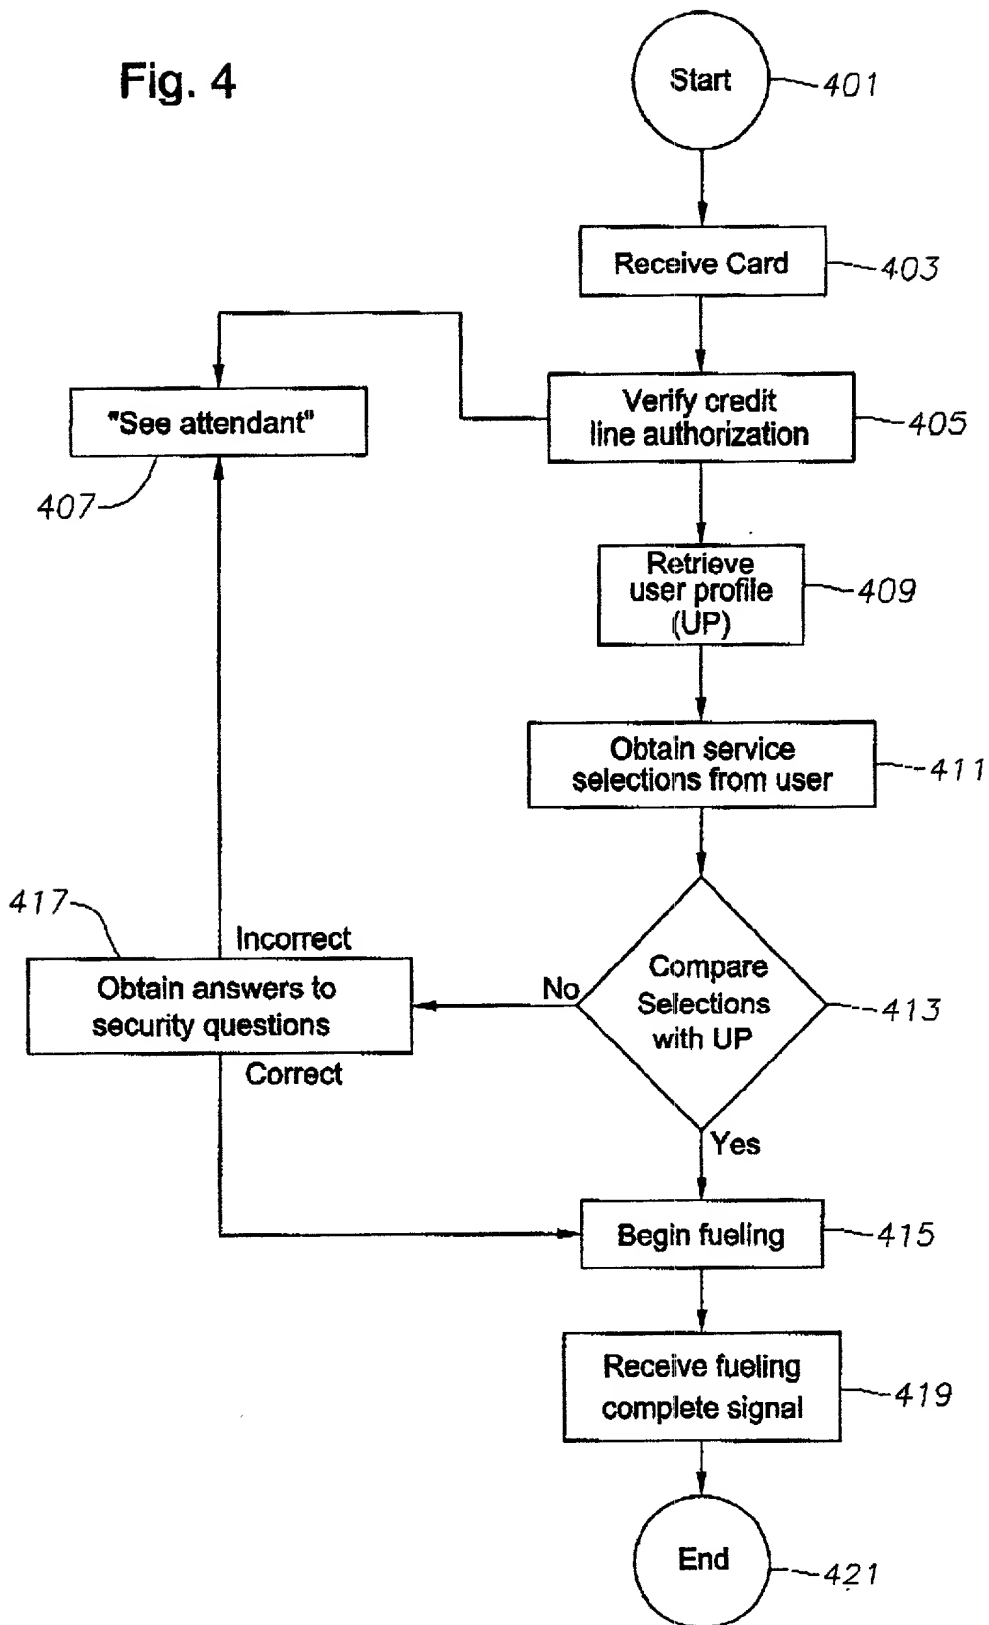 Fig. 4
Start
401
Receive Card
403
"See attendant"
407
Verify credit
line authorization
405
Retrieve
user profile
(UP)
409
Obtain service
selections from user
411
417
Incorrect
Obtain answers to
security questions
Correct
No
Compare
Selections
with UP
413
Yes
Begin fueling
415
Receive fueling
complete signal
419
End
421